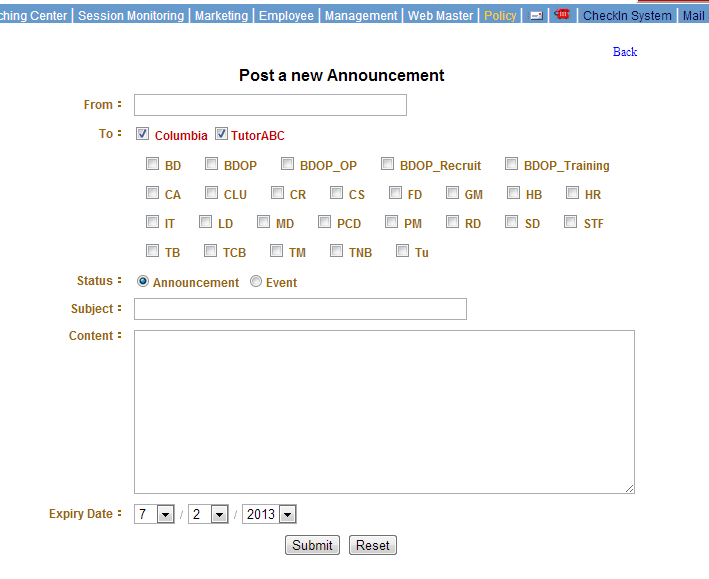 ching Center | Session Monitoring | Marketing | Employee | Management | Web Master | Policy | | | CheckIn System | Mail
Back
Post a new Announcement
From :
To : Columbia TutorABC
BD BDOP BDOP_OP BDOP_Recruit BDOP_Training
CA CLU CR CS FD GM HB HR
IT LD MD PCD PM RD SD STF
TB TCB TM TNB Tu
Status : Announcement Event
Subject :
Content :
Expiry Date : 7 / 2 / 2013
Submit Reset